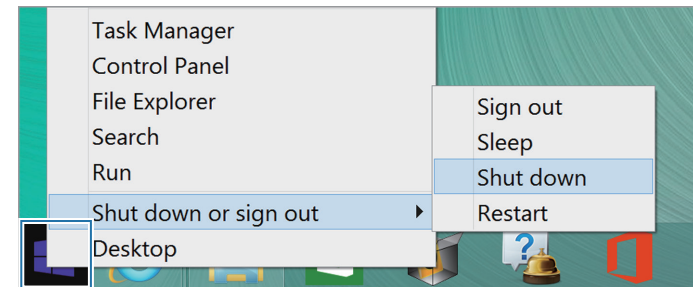 Task Manager
Control Panel
File Explorer
Search
Run
Shut down or sign out
Desktop
Sign out
Sleep
Shut down
Restart
?